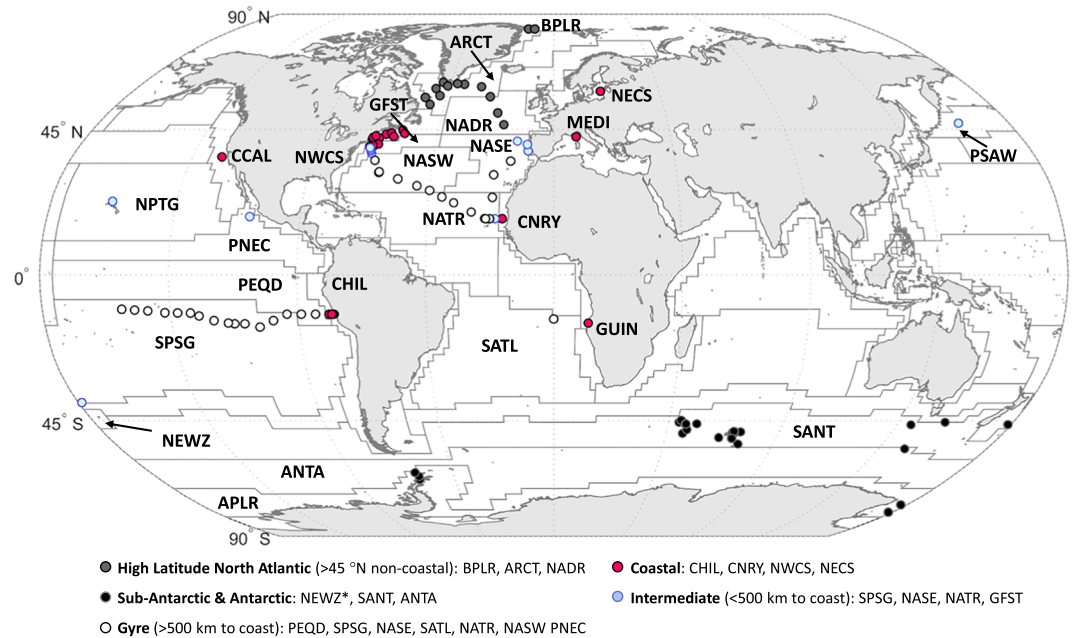 90° N
BPLR
ARCT
NECS
GFST
MEDI
45° N
NADR
NASE
CCAL
NWCS
NASW
PSAW
NPTG
NATR
CNRY
PNEC
0°
PEQD
CHIL
GUIN
SPSG
SATL
45° S
NEWZ
SANT
ANTA
APLR
90° S
High Latitude North Atlantic (>45 °N non-coastal): BPLR, ARCT, NADR
Coastal: CHIL, CNRY, NWCS, NECS
Sub-Antarctic & Antarctic: NEWZ*, SANT, ANTA
Intermediate (<500 km to coast): SPSG, NASE, NATR, GFST
Gyre (>500 km to coast): PEQD, SPSG, NASE, SATL, NATR, NASW PNEC